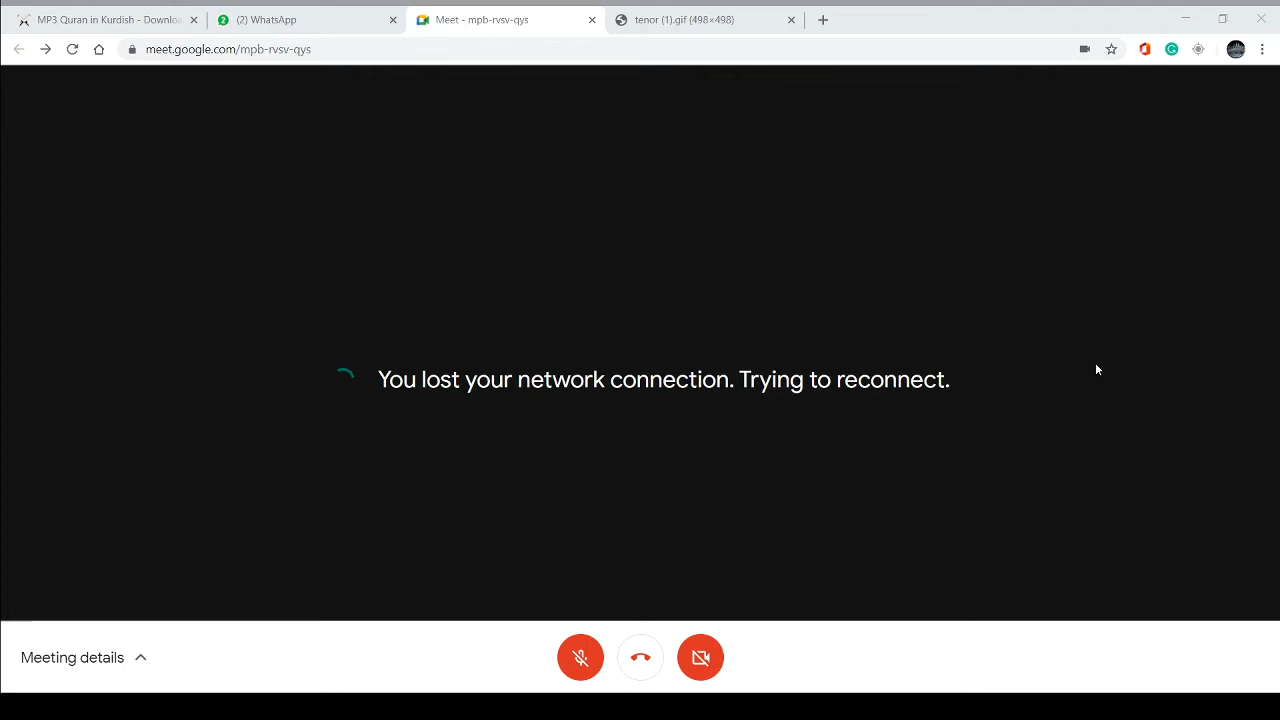 MP3 Quran in Kurdish - Downloa
(2) WhatsApp
Meet - mpb-rvsv-qys
tenor (1).gif (498×498)
meet.google.com/mpb-rvsv-qys
You lost your network connection. Trying to reconnect.
Meeting details